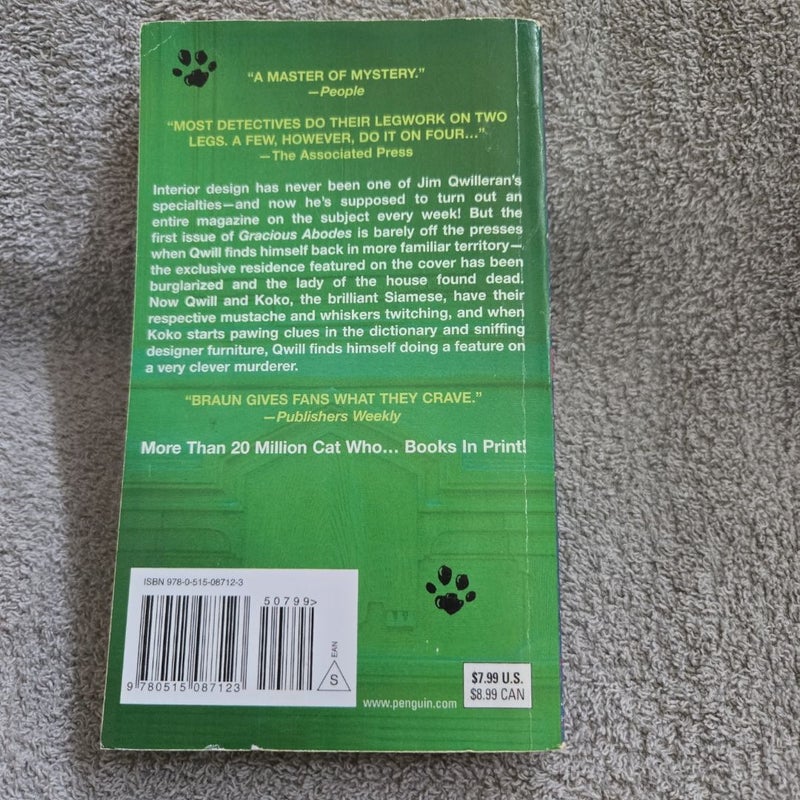 “A MASTER OF MYSTERY.”
—People
“MOST DETECTIVES DO THEIR LEGWORK ON TWO
LEGS. A FEW, HOWEVER, DO IT ON FOUR...”
—The Associated Press
Interior design has never been one of Jim Qwilleran's
specialties—and now he's supposed to turn out an
entire magazine on the subject every week! But the
first issue of Gracious Abodes is barely off the presses
when Qwill finds himself back in more familiar territory—
the exclusive residence featured on the cover has been
burglarized and the lady of the house found dead.
Now Qwill and Koko, the brilliant Siamese, have their
respective mustache and whiskers twitching, and when
Koko starts pawing clues in the dictionary and sniffing
designer furniture, Qwill finds himself doing a feature on
a very clever murderer.
“BRAUN GIVES FANS WHAT THEY CRAVE.”
—Publishers Weekly
More Than 20 Million Cat Who... Books In Print!
ISBN 978-0-515-08712-3
50799>
9 780515 087123
EAN
S
www.penguin.com
$7.99 U.S.
$8.99 CAN